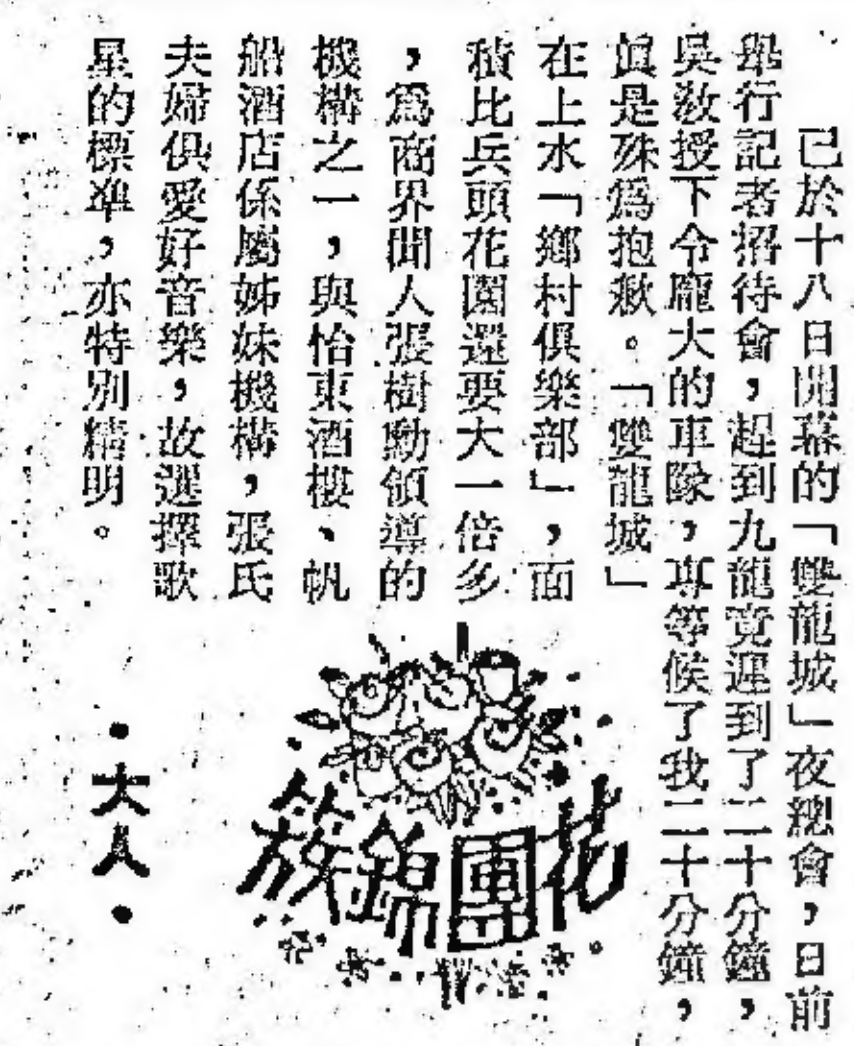 已於十八日開幕的「雙龍城」夜總會，日前
舉行記者招待會，趕到九龍竟遲到了二十分鐘，
吳敎授下令龐大的車隊，專等候了我二十分鐘，
眞是殊爲抱歉。「雙龍城」
在上水「鄉村俱樂部」，面
積比兵頭花園還要大一倍多
，爲商界聞人張樹勳領導的
機構之一，與怡東酒樓、帆
船酒店係屬姊妹機構，張氏
夫婦俱愛好音樂，故選擇歌
星的標準，亦特別精明。
花團錦簇
•大人•